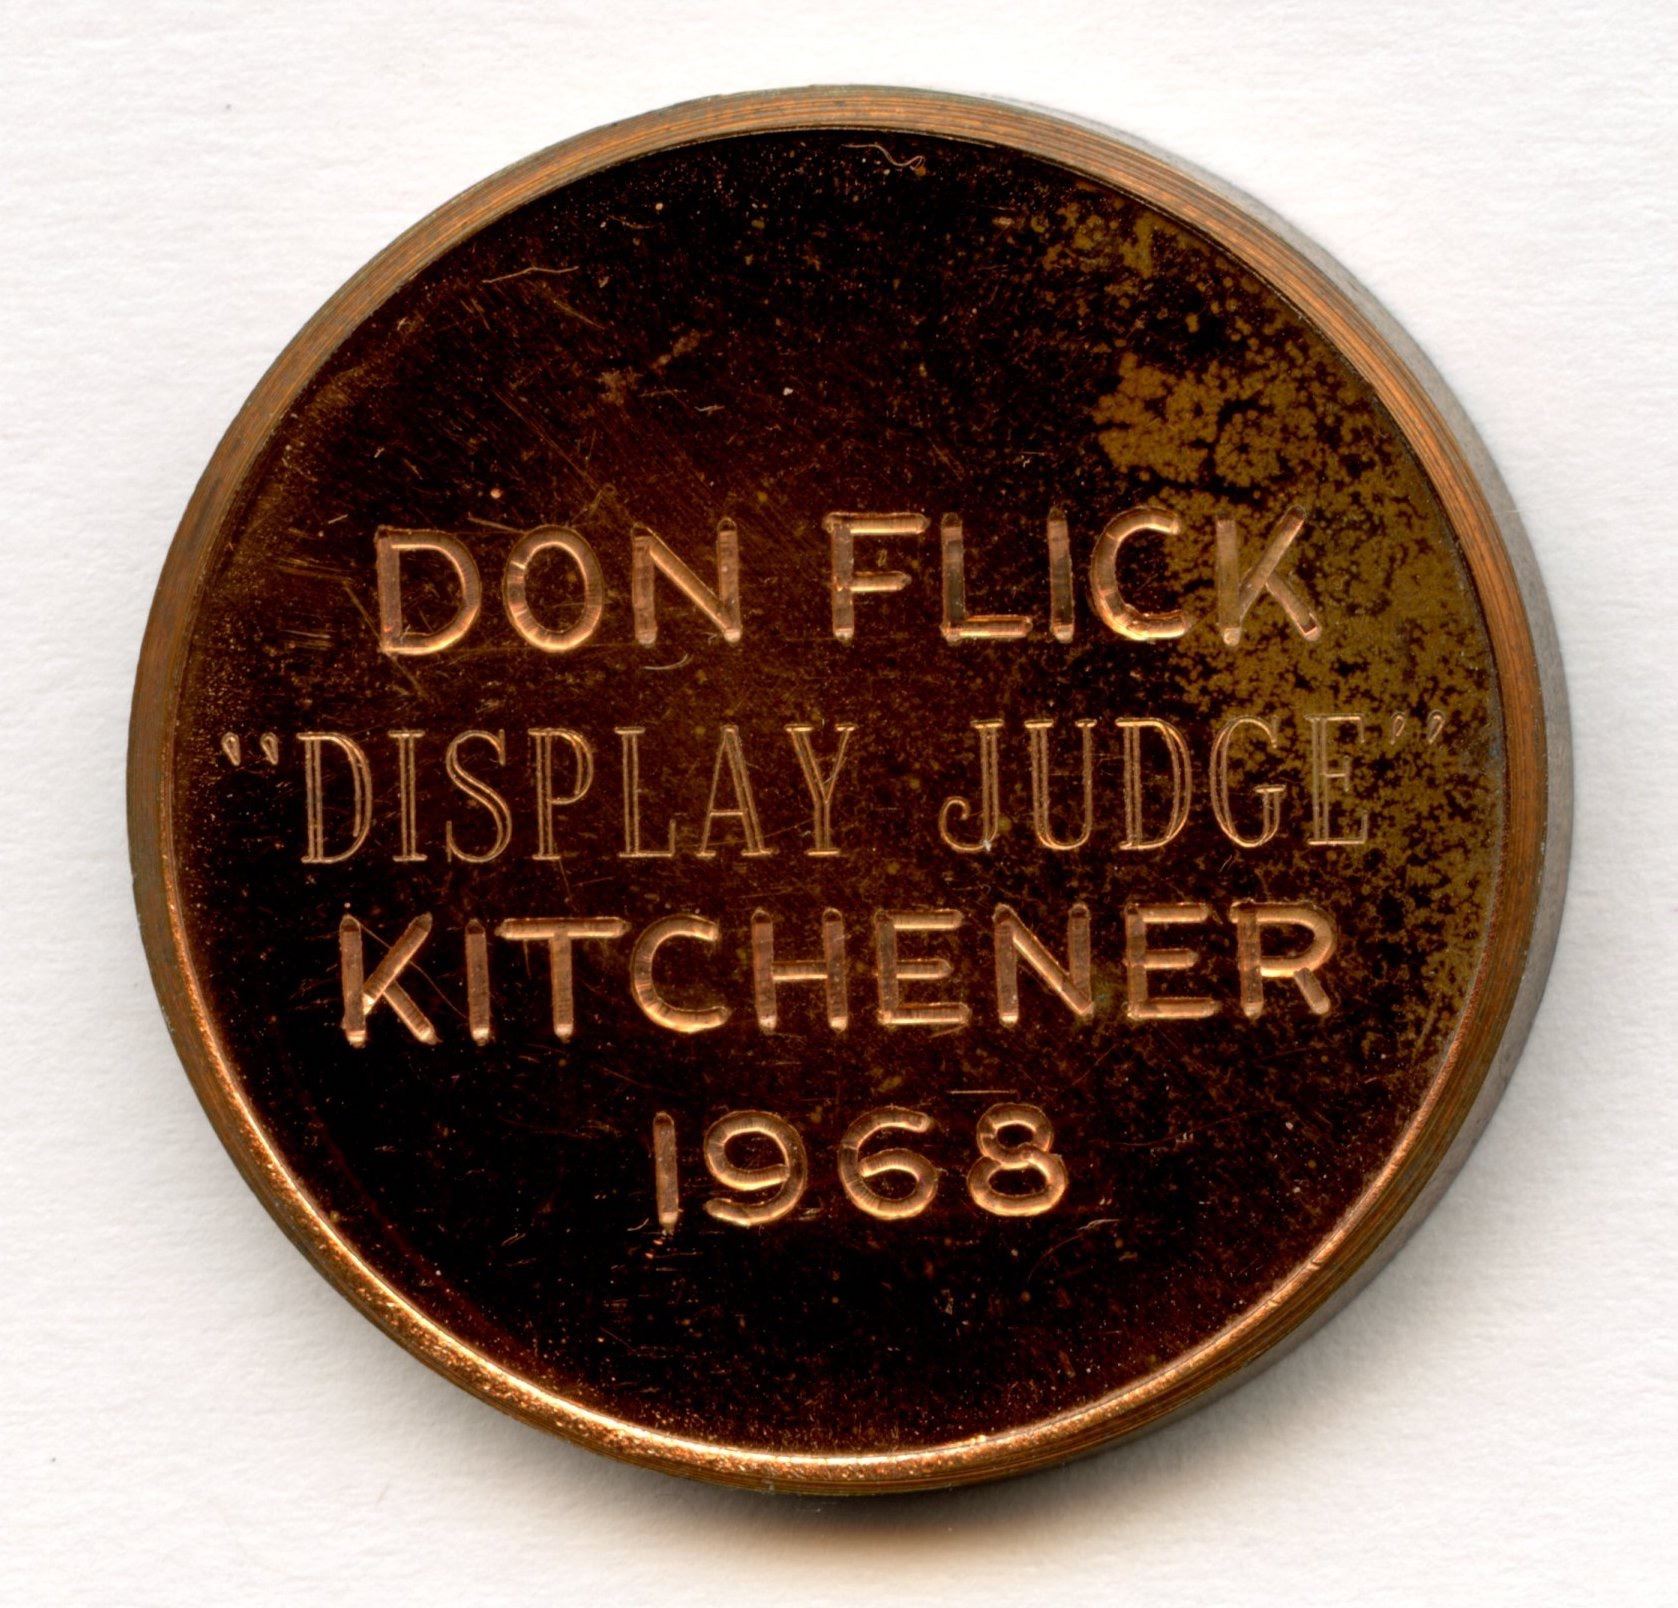 DON FLICK
"DISPLAY JUDGE"
KITCHENER
1968